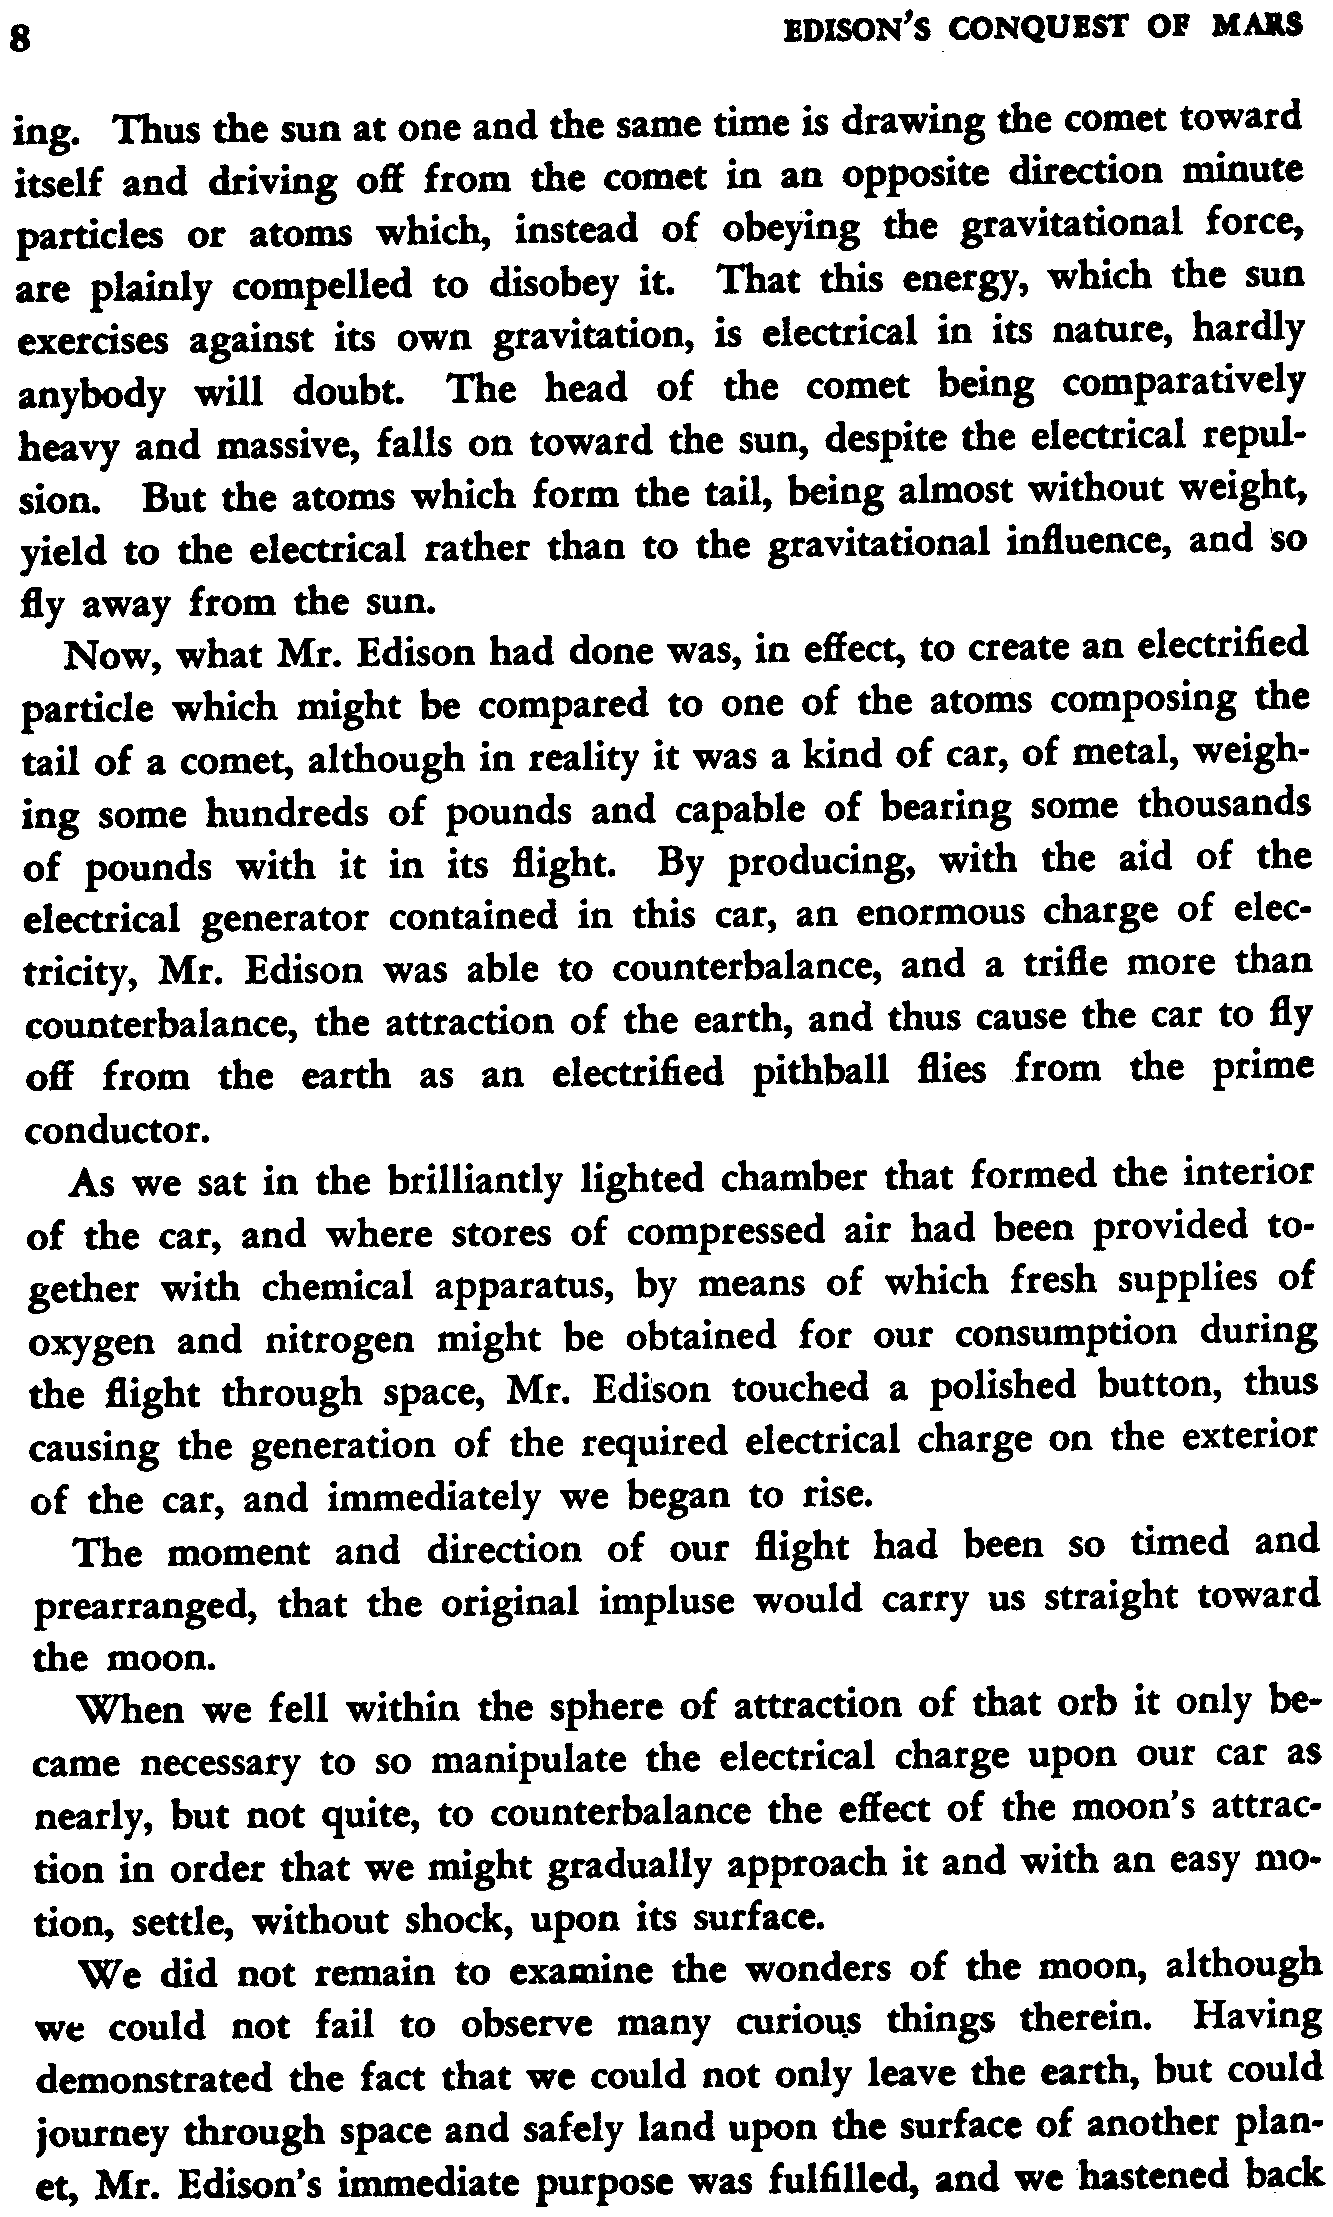 8 EDISON'S CONQUEST OF MARS
ing. Thus the sun at one and the same time is drawing the comet toward
itself and driving off from the comet in an opposite direction minute
particles or atoms which, instead of obeying the gravitational force,
are plainly compelled to disobey it. That this energy, which the sun
exercises against its own gravitation, is electrical in its nature, hardly
anybody will doubt. The head of the comet being comparatively
heavy and massive, falls on toward the sun, despite the electrical repul-
sion. But the atoms which form the tail, being almost without weight,
yield to the electrical rather than to the gravitational influence, and so
fly away from the sun.
Now, what Mr. Edison had done was, in effect, to create an electrified
particle which might be compared to one of the atoms composing the
tail of a comet, although in reality it was a kind of car, of metal, weigh-
ing some hundreds of pounds and capable of bearing some thousands
of pounds with it in its flight. By producing, with the aid of the
electrical generator contained in this car, an enormous charge of elec-
tricity, Mr. Edison was able to counterbalance, and a trifle more than
counterbalance, the attraction of the earth, and thus cause the car to fly
off from the earth as an electrified pithball flies from the prime
conductor.
As we sat in the brilliantly lighted chamber that formed the interior
of the car, and where stores of compressed air had been provided to-
gether with chemical apparatus, by means of which fresh supplies of
oxygen and nitrogen might be obtained for our consumption during
the flight through space, Mr. Edison touched a polished button, thus
causing the generation of the required electrical charge on the exterior
of the car, and immediately we began to rise.
The moment and direction of our flight had been so timed and
prearranged, that the original impluse would carry us straight toward
the moon.
When we fell within the sphere of attraction of that orb it only be-
came necessary to so manipulate the electrical charge upon our car as
nearly, but not quite, to counterbalance the effect of the moon's attrac-
tion in order that we might gradually approach it and with an easy mo-
tion, settle, without shock, upon its surface.
We did not remain to examine the wonders of the moon, although
we could not fail to observe many curious things therein. Having
demonstrated the fact that we could not only leave the earth, but could
journey through space and safely land upon the surface of another plan-
et, Mr. Edison's immediate purpose was fulfilled, and we hastened back